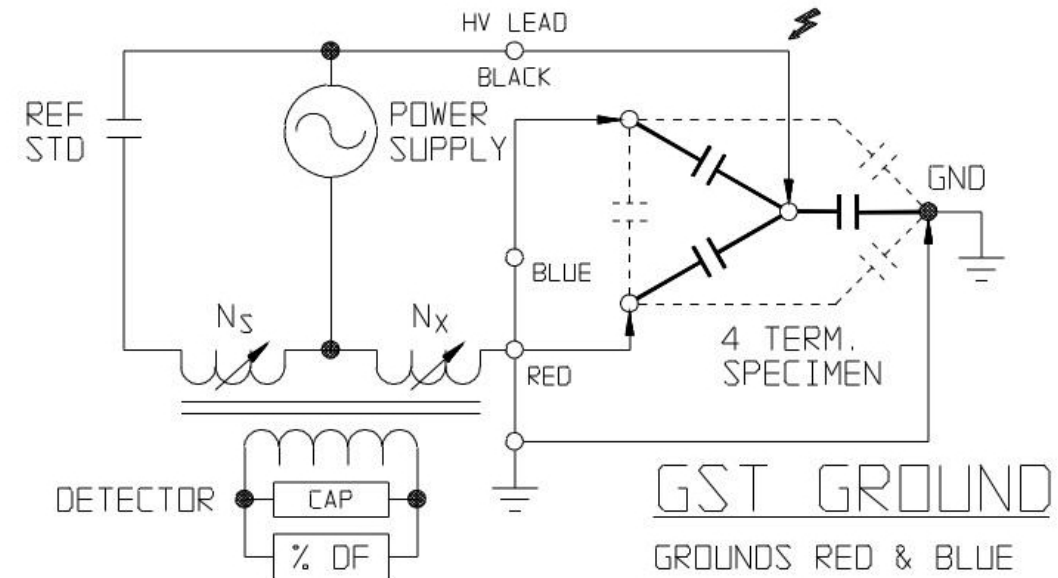 HV LEAD
BLACK
REF
STD
POWER
SUPPLY
GND
BLUE
NS
NX
RED
4 TERM.
SPECIMEN
DETECTOR
CAP
% DF
GST GROUND
GROUNDS RED & BLUE